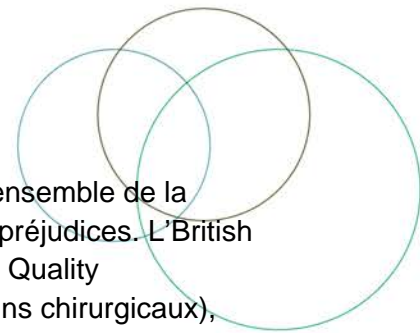 ensemble de la
préjudices. L’British
Quality
ns chirurgicaux),